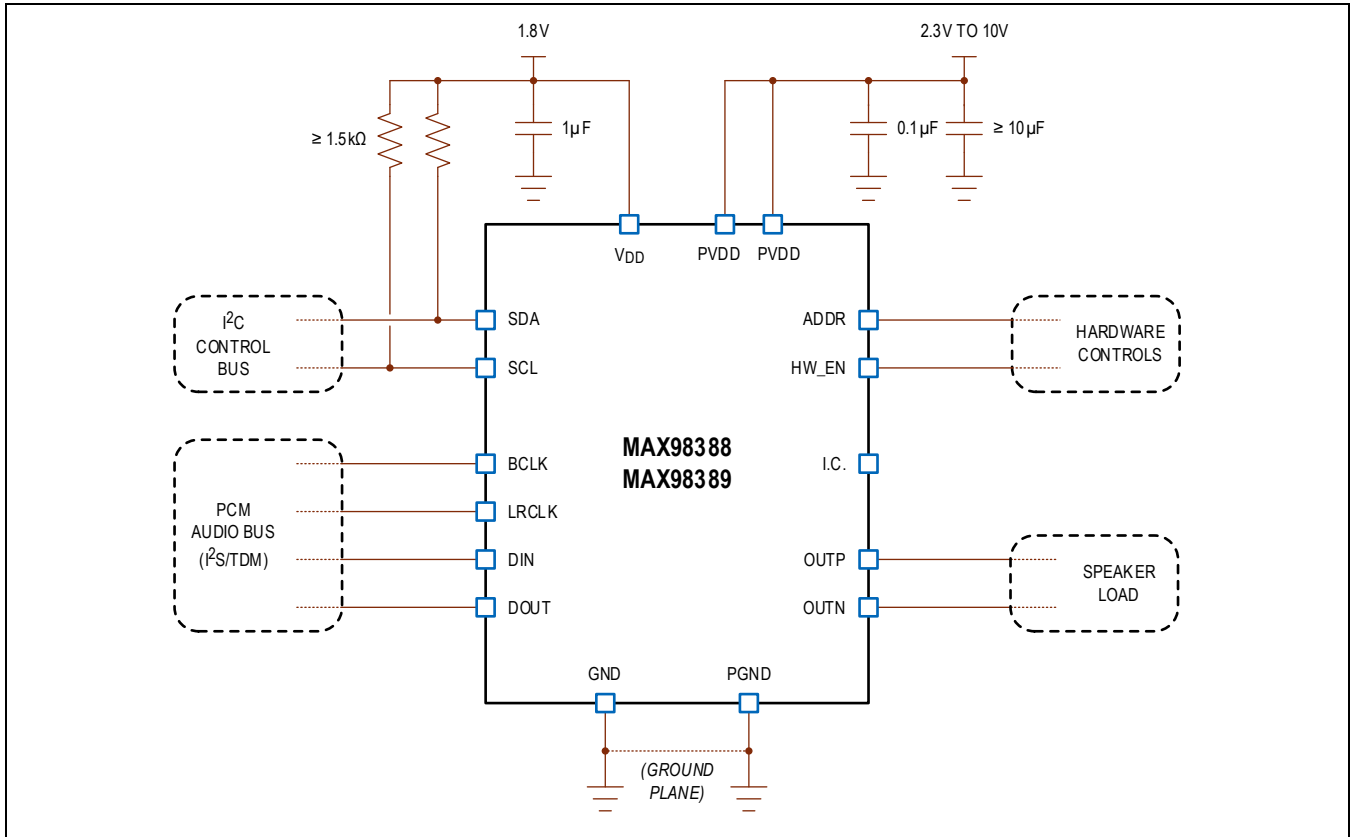 1.8V
2.3V TO 10V
≥ 1.5kΩ
1µF
0.1µF
≥ 10µF
VDD
PVDD
PVDD
I²C
CONTROL
BUS
SDA
SCL
ADDR
HW_EN
HARDWARE
CONTROLS
MAX98388
MAX98389
I.C.
PCM
AUDIO BUS
(I²S/TDM)
BCLK
LRCLK
DIN
DOUT
OUTP
OUTN
SPEAKER
LOAD
GND
PGND
(GROUND
PLANE)